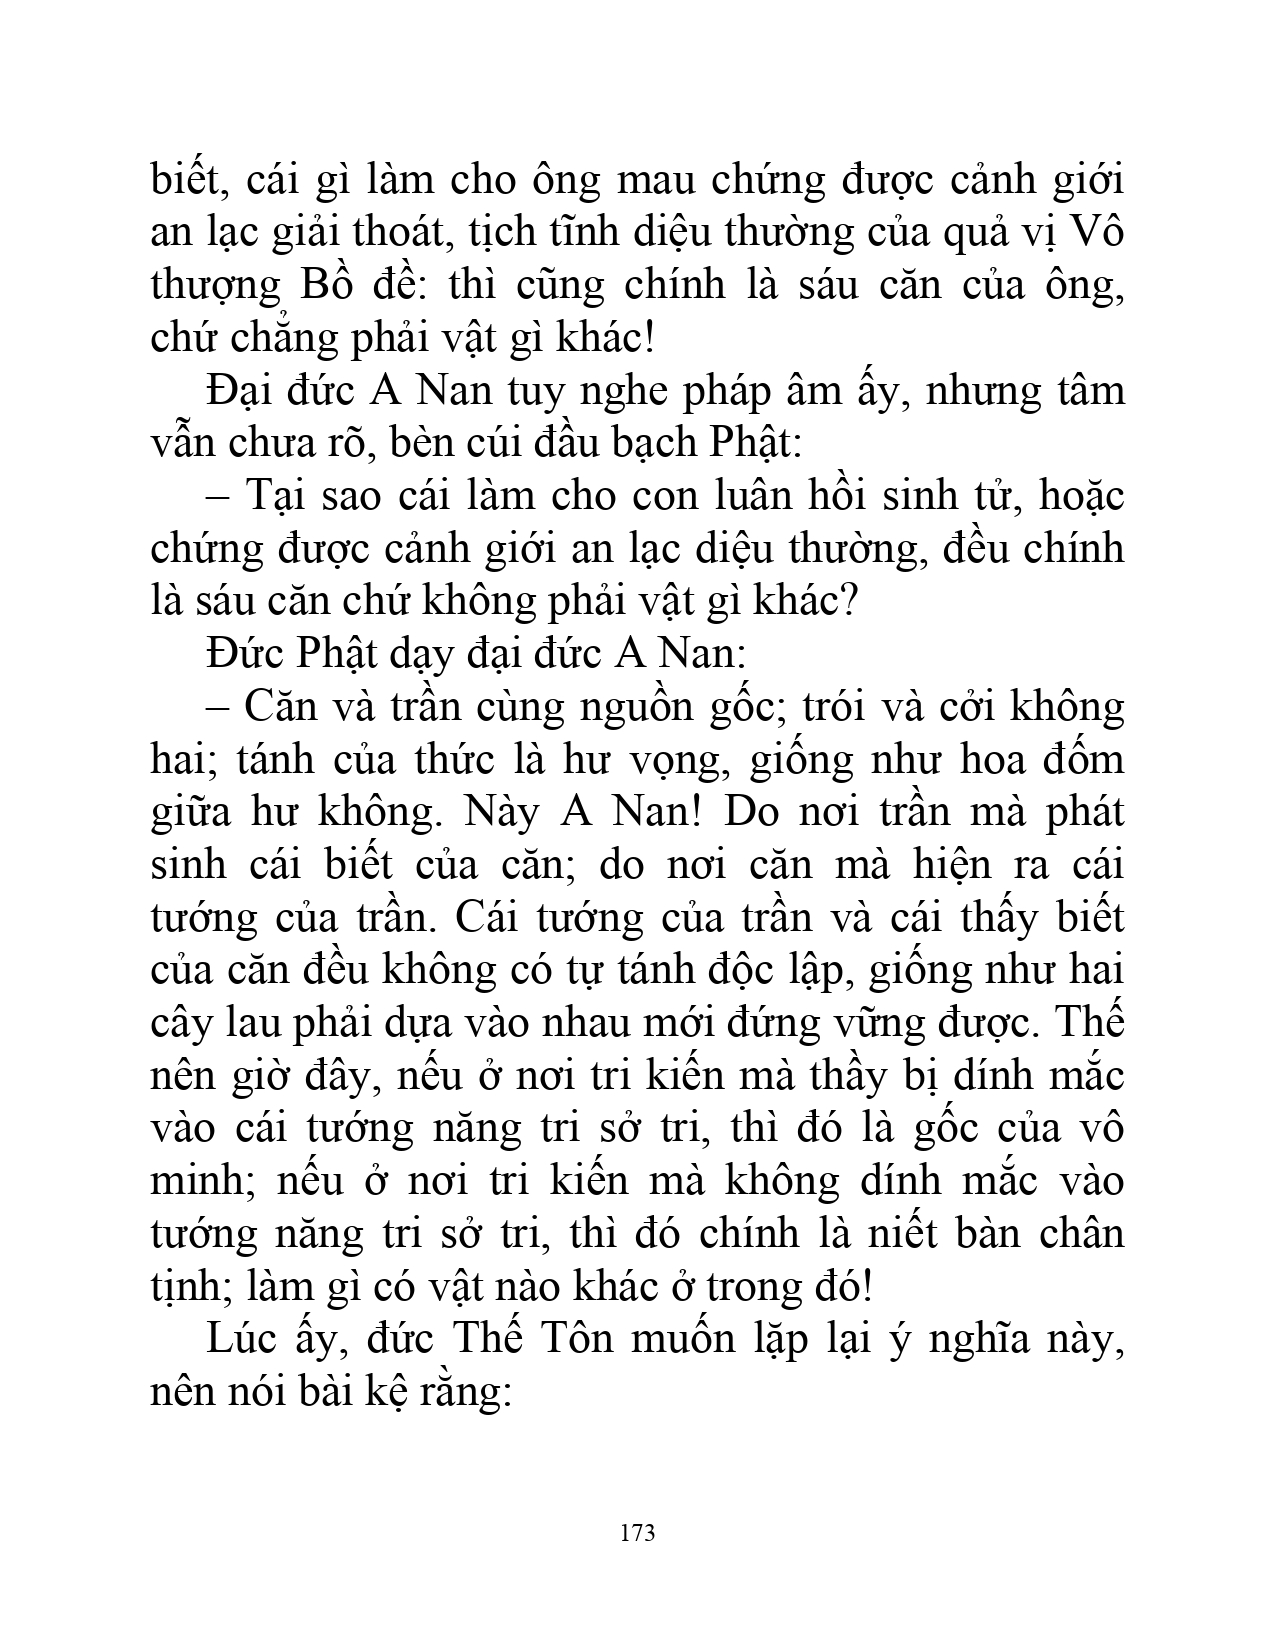 biết, cái gì làm cho ông mau chứng được cảnh giới
an lạc giải thoát, tịch tĩnh diệu thường của quả vị Vô
thượng Bồ đề: thì cũng chính là sáu căn của ông,
chứ chẳng phải vật gì khác!
Đại đức A Nan tuy nghe pháp âm ấy, nhưng tâm
vẫn chưa rõ, bèn cúi đầu bạch Phật:
– Tại sao cái làm cho con luân hồi sinh tử, hoặc
chứng được cảnh giới an lạc diệu thường, đều chính
là sáu căn chứ không phải vật gì khác?
Đức Phật dạy đại đức A Nan:
– Căn và trần cùng nguồn gốc; trói và cởi không
hai; tánh của thức là hư vọng, giống như hoa đốm
giữa hư không. Này A Nan! Do nơi trần mà phát
sinh cái biết của căn; do nơi căn mà hiện ra cái
tướng của trần. Cái tướng của trần và cái thấy biết
của căn đều không có tự tánh độc lập, giống như hai
cây lau phải dựa vào nhau mới đứng vững được. Thế
nên giờ đây, nếu ở nơi tri kiến mà thầy bị dính mắc
vào cái tướng năng tri sở tri, thì đó là gốc của vô
minh; nếu ở nơi tri kiến mà không dính mắc vào
tướng năng tri sở tri, thì đó chính là niết bàn chân
tịnh; làm gì có vật nào khác ở trong đó!
Lúc ấy, đức Thế Tôn muốn lặp lại ý nghĩa này,
nên nói bài kệ rằng:
173